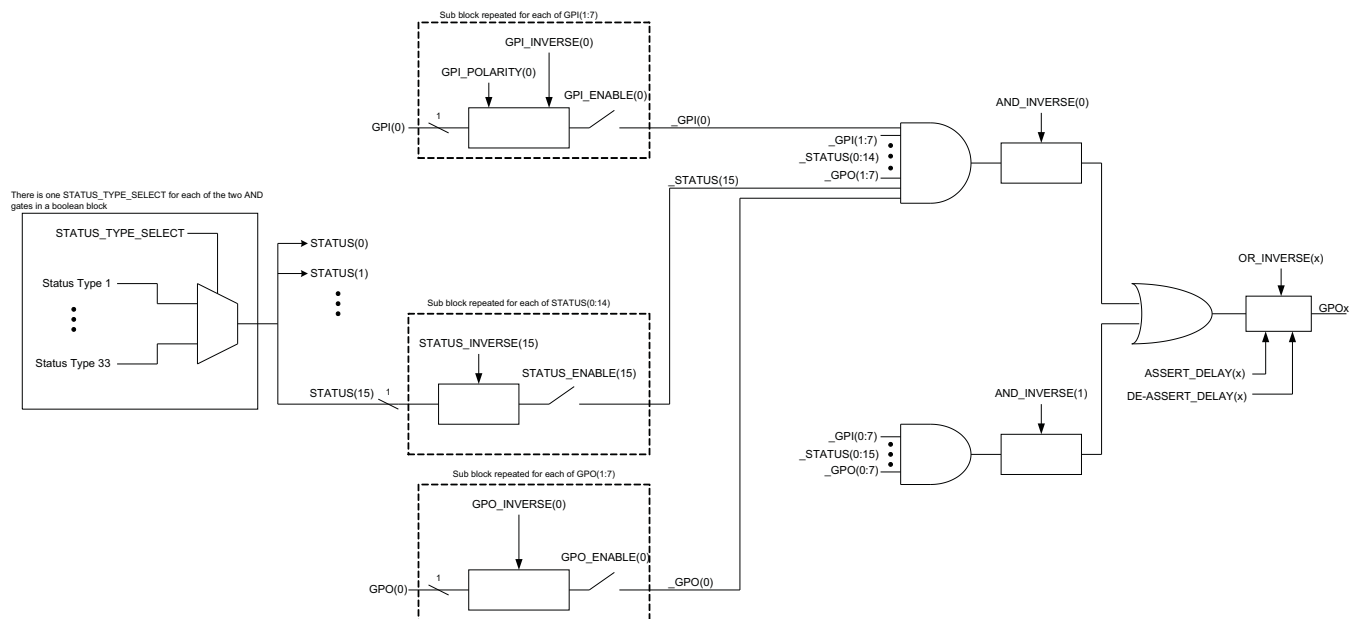 Sub block repeated for each of GPI(1:7)
GPI_INVERSE(0)
GPI_POLARITY(0)
GPI_ENABLE(0)
GPI(0)
1
_GPI(0)
AND_INVERSE(0)
_GPI(1:7)
_STATUS(0:14)
_GPO(1:7)
_STATUS(15)
There is one STATUS_TYPE_SELECT for each of the two AND
gates in a boolean block
STATUS_TYPE_SELECT
Status Type 1
Status Type 33
STATUS(0)
STATUS(1)
Sub block repeated for each of STATUS(0:14)
STATUS_INVERSE(15)
STATUS_ENABLE(15)
STATUS(15)
1
OR_INVERSE(x)
GPOx
ASSERT_DELAY(x)
DE-ASSERT_DELAY(x)
AND_INVERSE(1)
_GPI(0:7)
_STATUS(0:15)
_GPO(0:7)
Sub block repeated for each of GPO(1:7)
GPO_INVERSE(0)
GPO_ENABLE(0)
GPO(0)
1
_GPO(0)